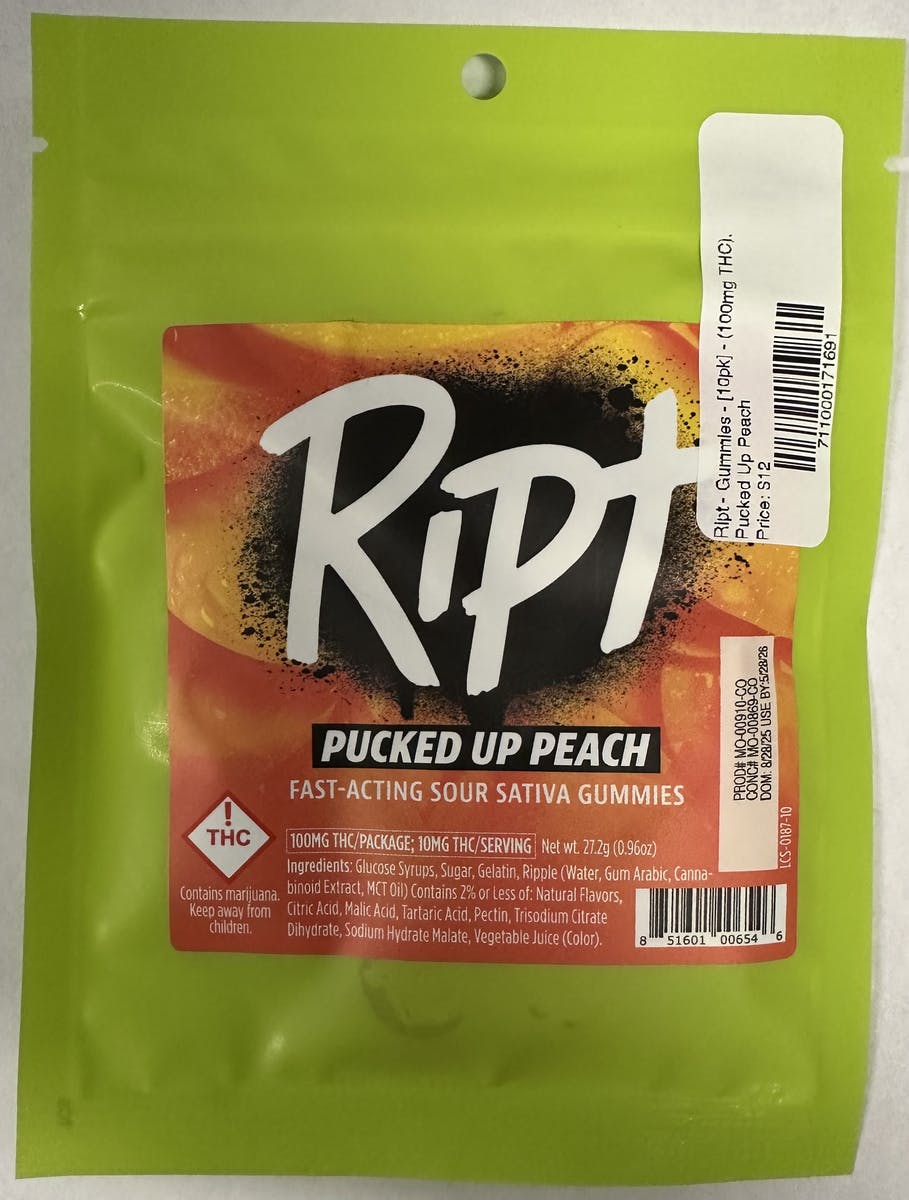 Ript - Gummies - [10pk] - (100mg THC).
Pucked Up Peach
Price: $12
711000171691
Ript
PUCKED UP PEACH
FAST-ACTING SOUR SATIVA GUMMIES
PROD# MO-00910-CO
CONC# MO-00869-CO
DOM: 8/28/25 USE BY:5/28/26
LCS-0187-10
!
THC
Contains marijuana.
Keep away from
children.
100MG THC/PACKAGE; 10MG THC/SERVING Net wt. 27.2g (0.96oz)
Ingredients: Glucose Syrups, Sugar, Gelatin, Ripple (Water, Gum Arabic, Canna-
binoid Extract, MCT Oil) Contains 2% or Less of: Natural Flavors,
Citric Acid, Malic Acid, Tartaric Acid, Pectin, Trisodium Citrate
Dihydrate, Sodium Hydrate Malate, Vegetable Juice (Color).
8 51601 00654 6